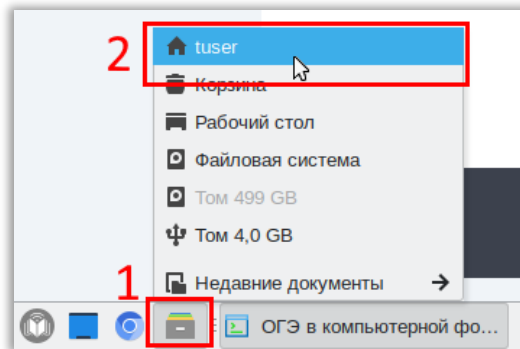 2
tuser
Корзина
Рабочий стол
Файловая система
Том 499 GB
Том 4,0 GB
1
Недавние документы
ОГЭ в компьютерной фо...